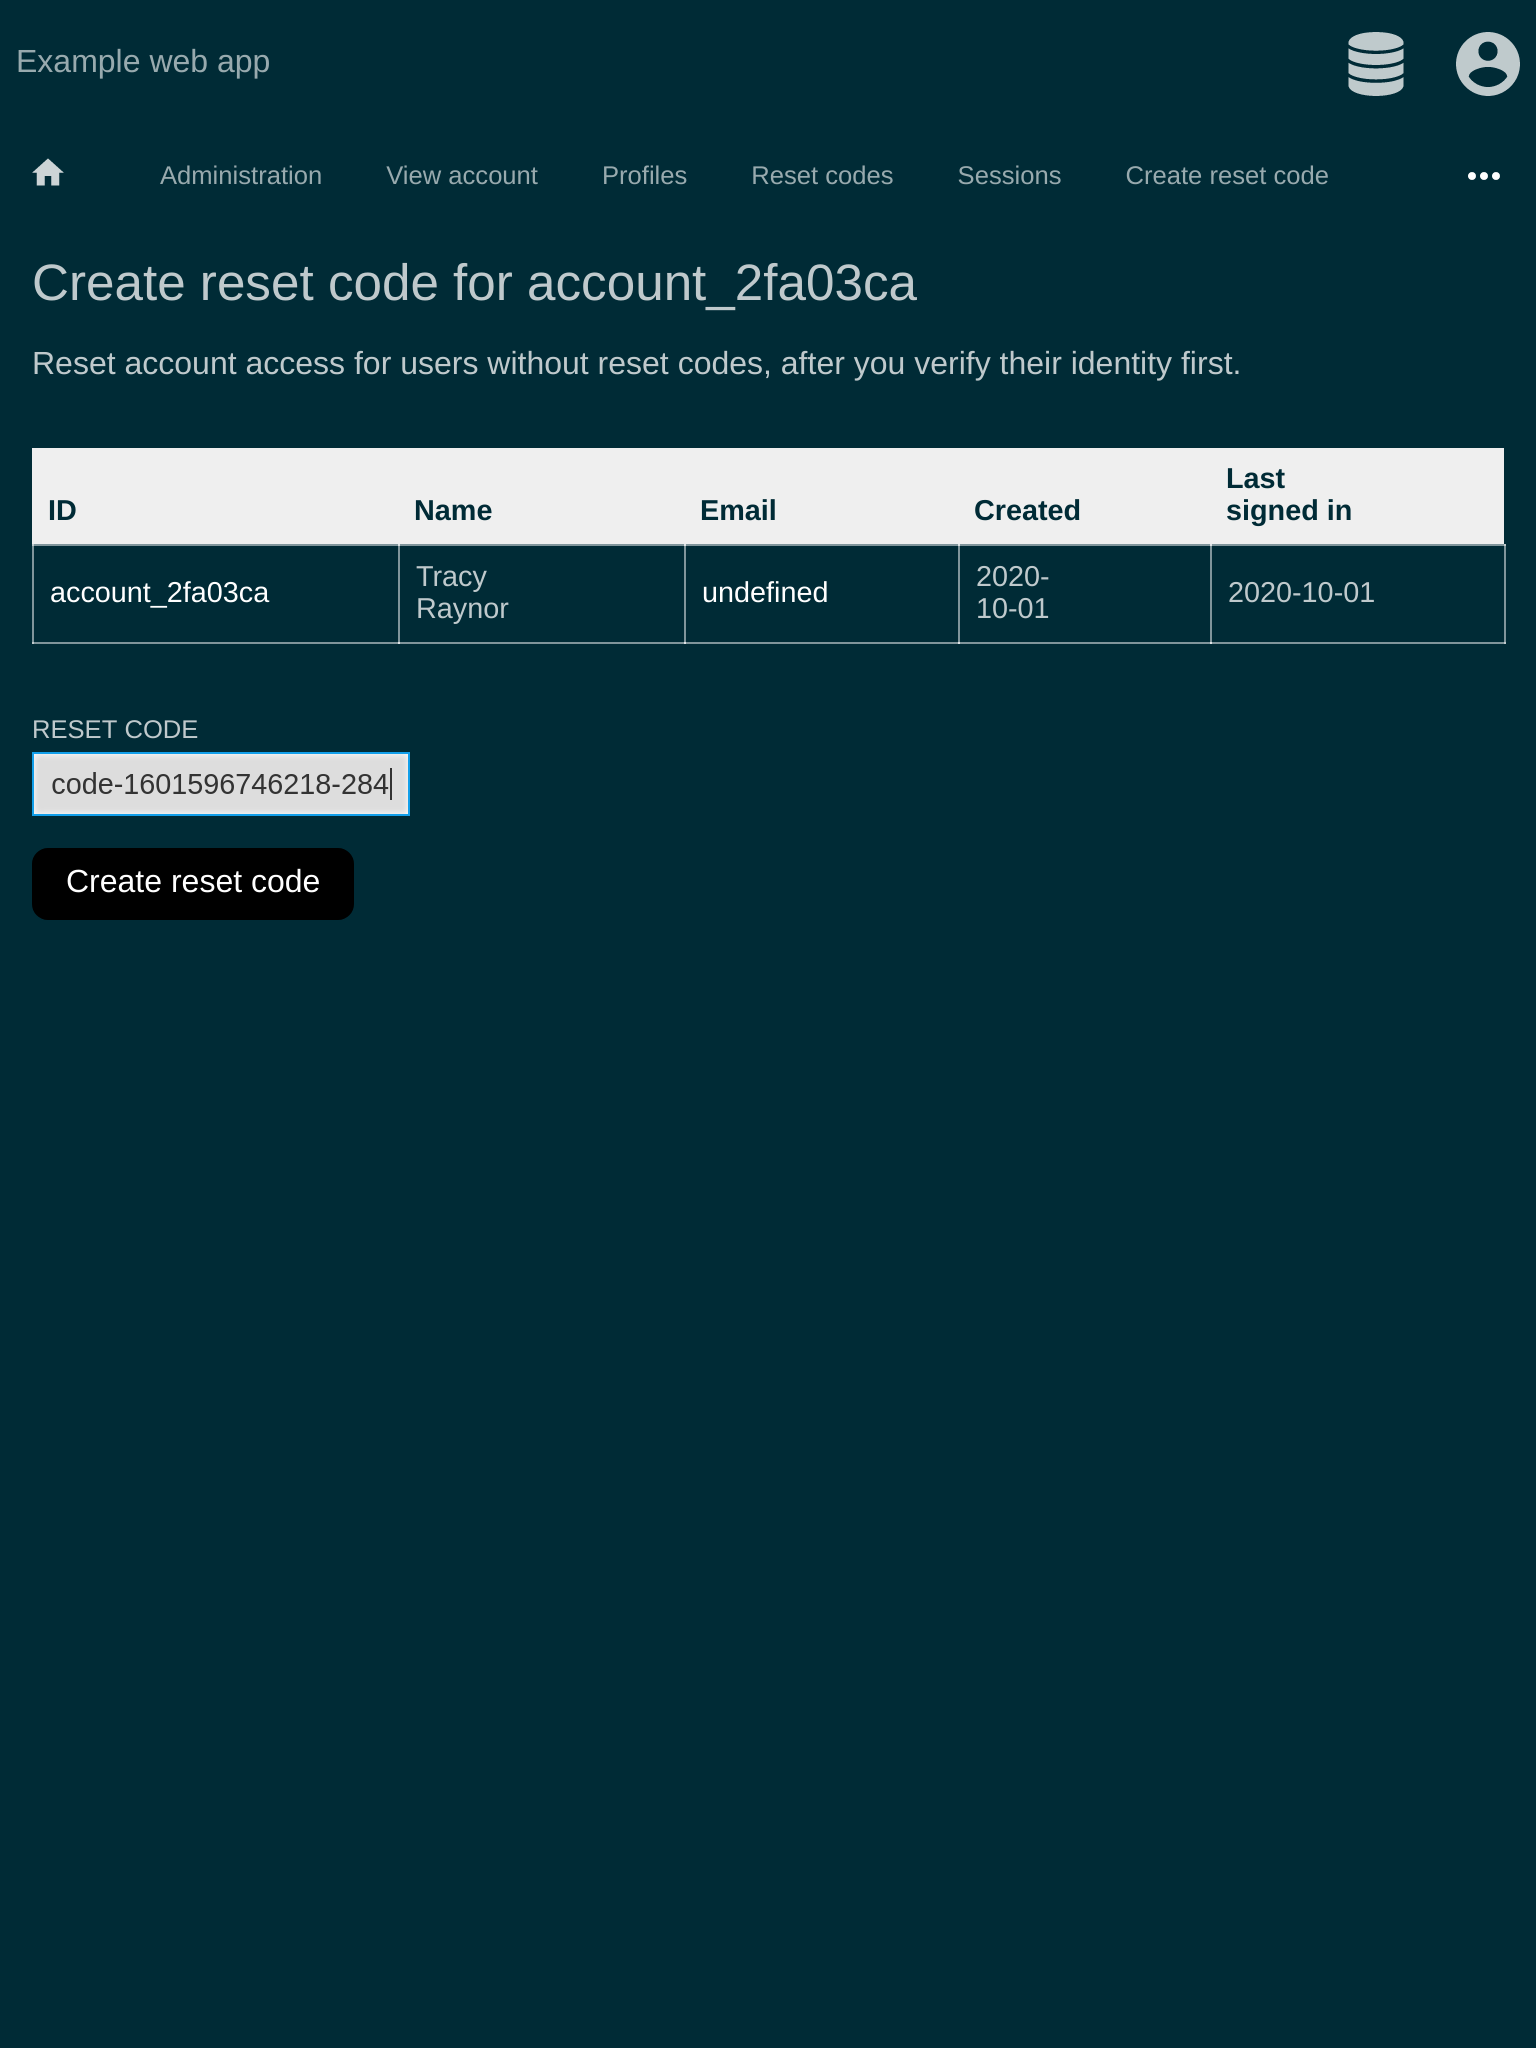 Example web app
Administration View account Profiles Reset codes Sessions Create reset code
Create reset code for account_2fa03ca
Reset account access for users without reset codes, after you verify their identity first.
ID Name Email Created Last signed in
account_2fa03ca Tracy Raynor undefined 2020-10-01 2020-10-01
RESET CODE
code-1601596746218-284
Create reset code